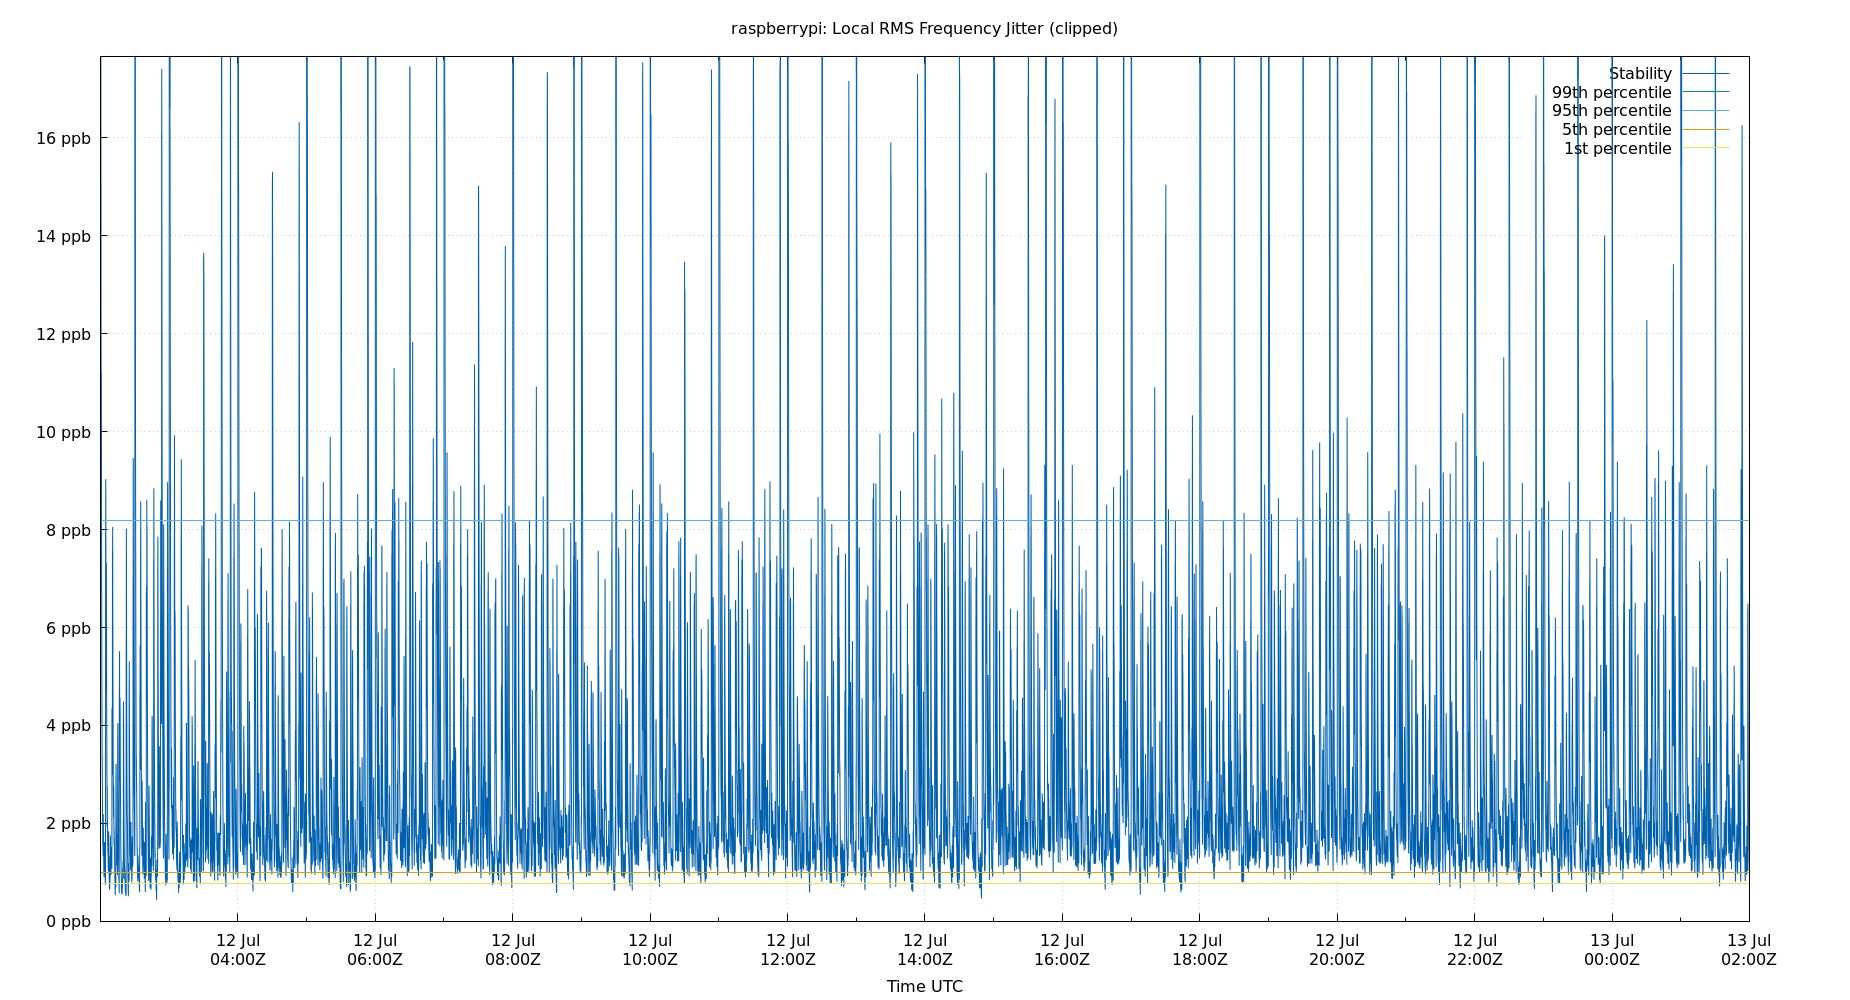 raspberrypi: Local RMS Frequency Jitter (clipped)
Stability
99th percentile
95th percentile
5th percentile
1st percentile
16 ppb
14 ppb
12 ppb
10 ppb
8 ppb
6 ppb
4 ppb
2 ppb
0 ppb
12 Jul 12 Jul 12 Jul 12 Jul 12 Jul 12 Jul 12 Jul 12 Jul 12 Jul 12 Jul 13 Jul 13 Jul
04:00Z 06:00Z 08:00Z 10:00Z 12:00Z 14:00Z 16:00Z 18:00Z 20:00Z 22:00Z 00:00Z 02:00Z
Time UTC